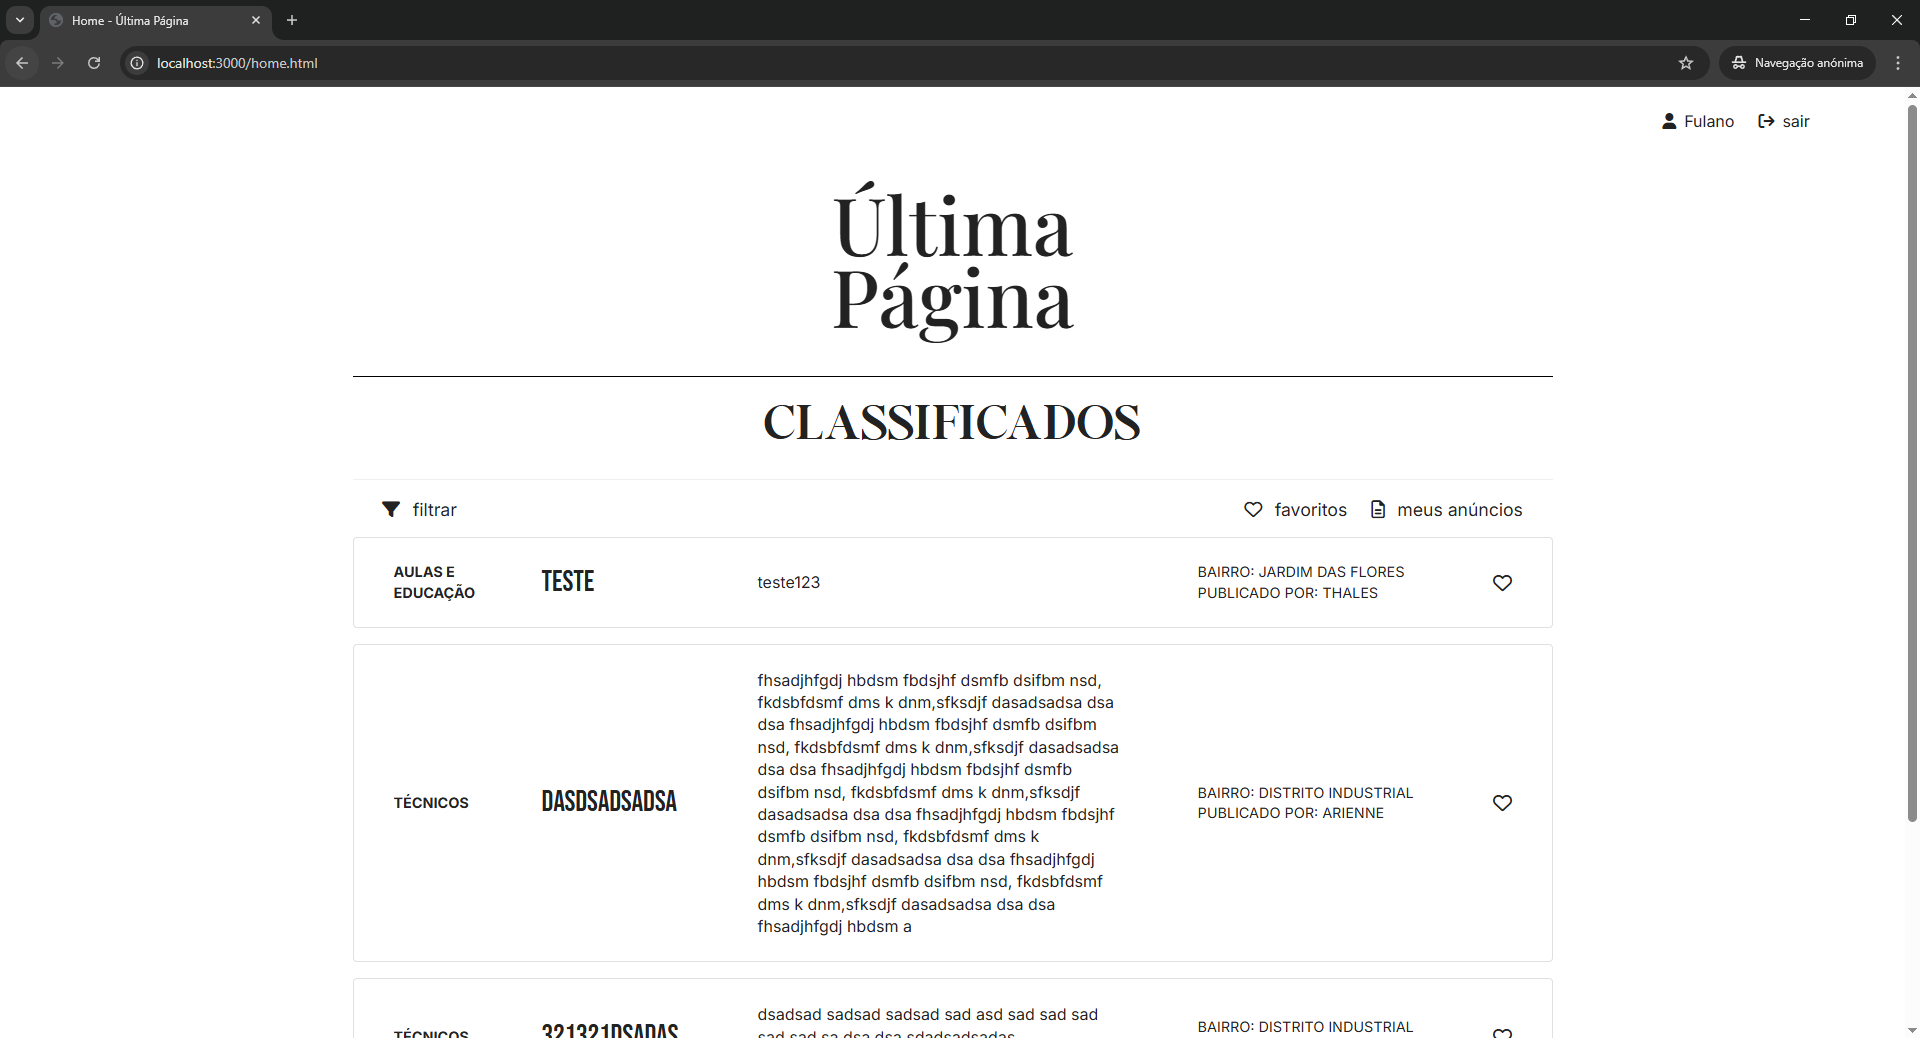 Home - Última Página
localhost:3000/home.html
Navegação anónima
Fulano
sair
Última
Página
CLASSIFICADOS
filtrar
favoritos
meus anúncios
AULAS E
EDUCAÇÃO
TESTE
teste123
BAIRRO: JARDIM DAS FLORES
PUBLICADO POR: THALES
TÉCNICOS
DASDSADSADSA
fhsadjhfgdj hbdsm fbdsjhf dsmfb dsifbm nsd,
fkdsbfdsmf dms k dnm,sfksdjf dasadsadsa dsa
dsa fhsadjhfgdj hbdsm fbdsjhf dsmfb dsifbm
nsd, fkdsbfdsmf dms k dnm,sfksdjf dasadsadsa
dsa dsa fhsadjhfgdj hbdsm fbdsjhf dsmfb
dsifbm nsd, fkdsbfdsmf dms k dnm,sfksdjf
dasadsadsa dsa dsa fhsadjhfgdj hbdsm fbdsjhf
dsmfb dsifbm nsd, fkdsbfdsmf dms k
dnm,sfksdjf dasadsadsa dsa dsa fhsadjhfgdj
hbdsm fbdsjhf dsmfb dsifbm nsd, fkdsbfdsmf
dms k dnm,sfksdjf dasadsadsa dsa dsa
fhsadjhfgdj hbdsm a
BAIRRO: DISTRITO INDUSTRIAL
PUBLICADO POR: ARIENNE
TÉCNICOS
321321DSADAS
dsadsad sadsad sadsad sad asd sad sad sad
sad sad sa dsa dsa sdadsadsadas
BAIRRO: DISTRITO INDUSTRIAL